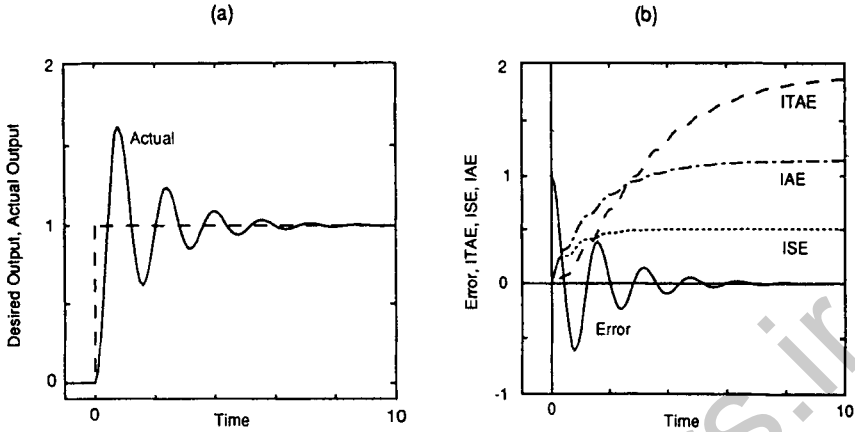 (a)
Desired Output, Actual Output
2
1
0
Actual
0
10
Time
(b)
Error, ITAE, ISE, IAE
2
1
0
-1
ITAE
IAE
ISE
Error
0
10
Time
s.ir